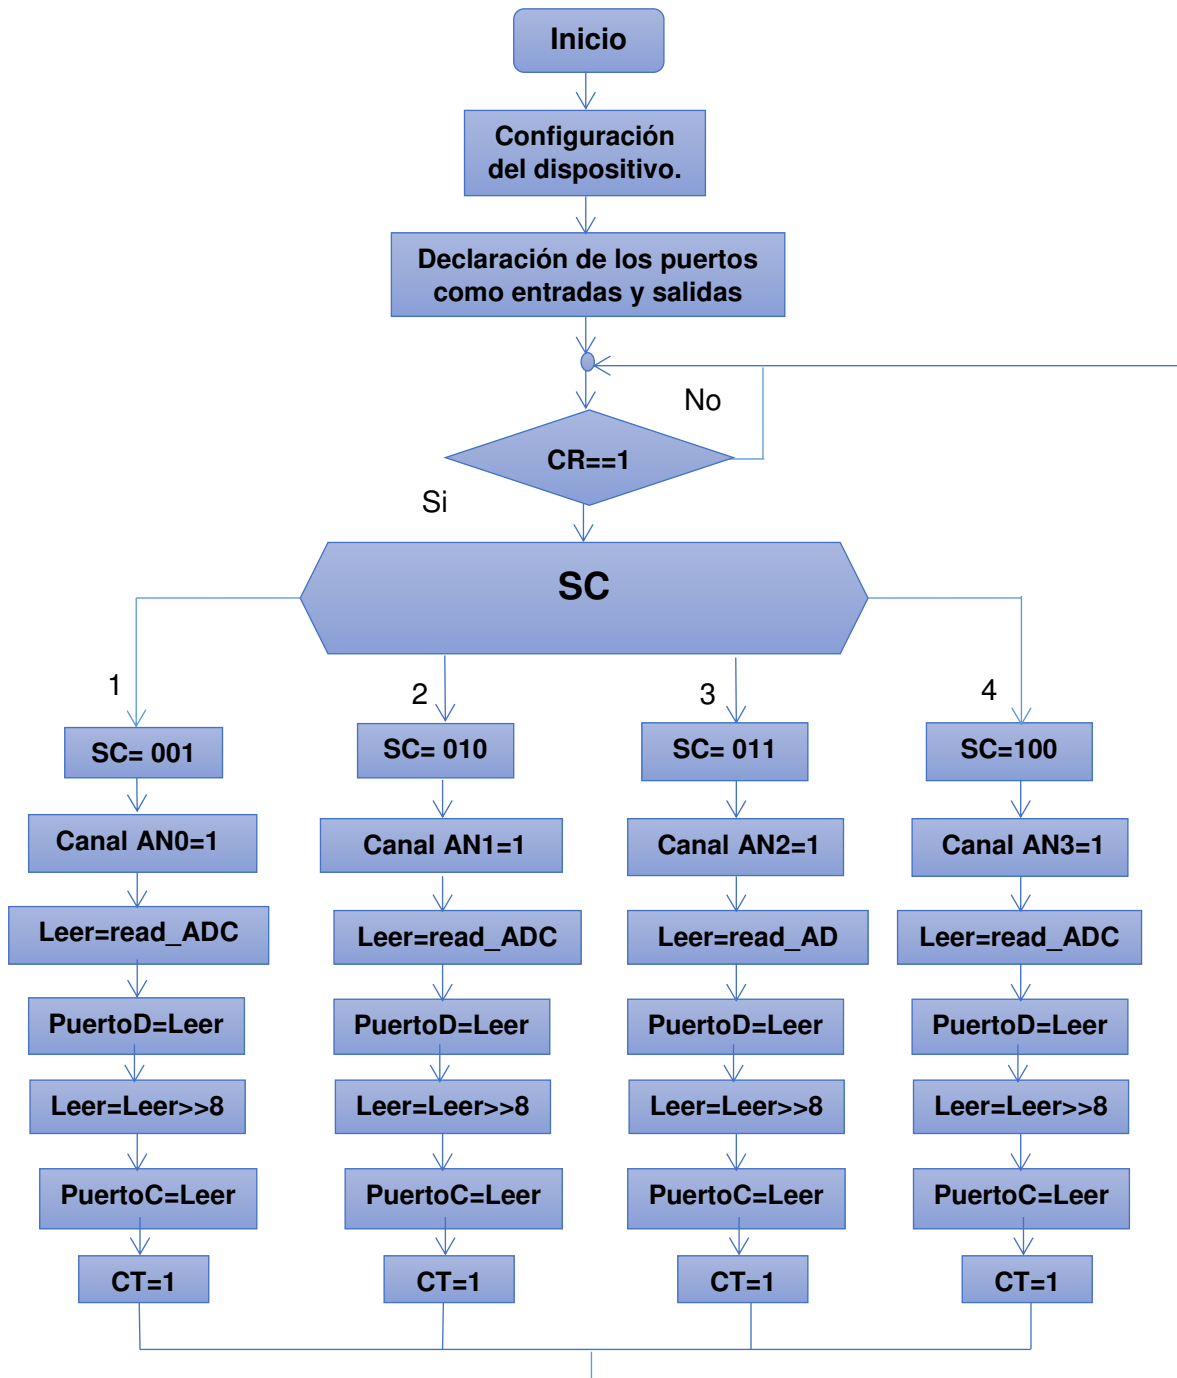 Inicio
Configuración
del dispositivo.
Declaración de los puertos
como entradas y salidas
No
CR==1
Si
SC
1
2
3
4
SC= 001
SC= 010
SC= 011
SC=100
Canal AN0=1
Canal AN1=1
Canal AN2=1
Canal AN3=1
Leer=read_ADC
Leer=read_ADC
Leer=read_AD
Leer=read_ADC
PuertoD=Leer
PuertoD=Leer
PuertoD=Leer
PuertoD=Leer
Leer=Leer>>8
Leer=Leer>>8
Leer=Leer>>8
Leer=Leer>>8
PuertoC=Leer
PuertoC=Leer
PuertoC=Leer
PuertoC=Leer
CT=1
CT=1
CT=1
CT=1